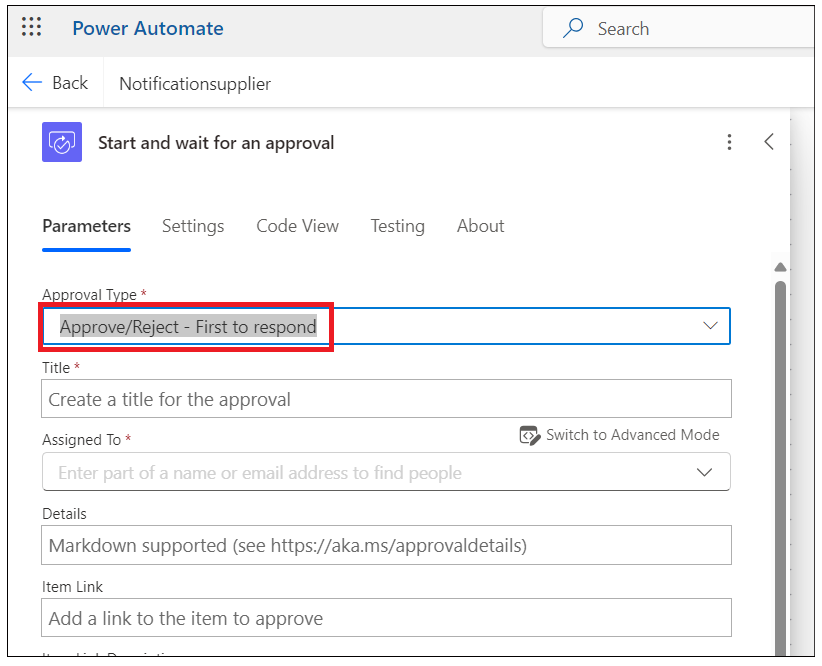 Power Automate
Search
Back
Notificationsupplier
Start and wait for an approval
Parameters Settings Code View Testing About
Approval Type *
Approve/Reject - First to respond
Title *
Create a title for the approval
Assigned To *
Switch to Advanced Mode
Enter part of a name or email address to find people
Details
Markdown supported (see https://aka.ms/approvaldetails)
Item Link
Add a link to the item to approve